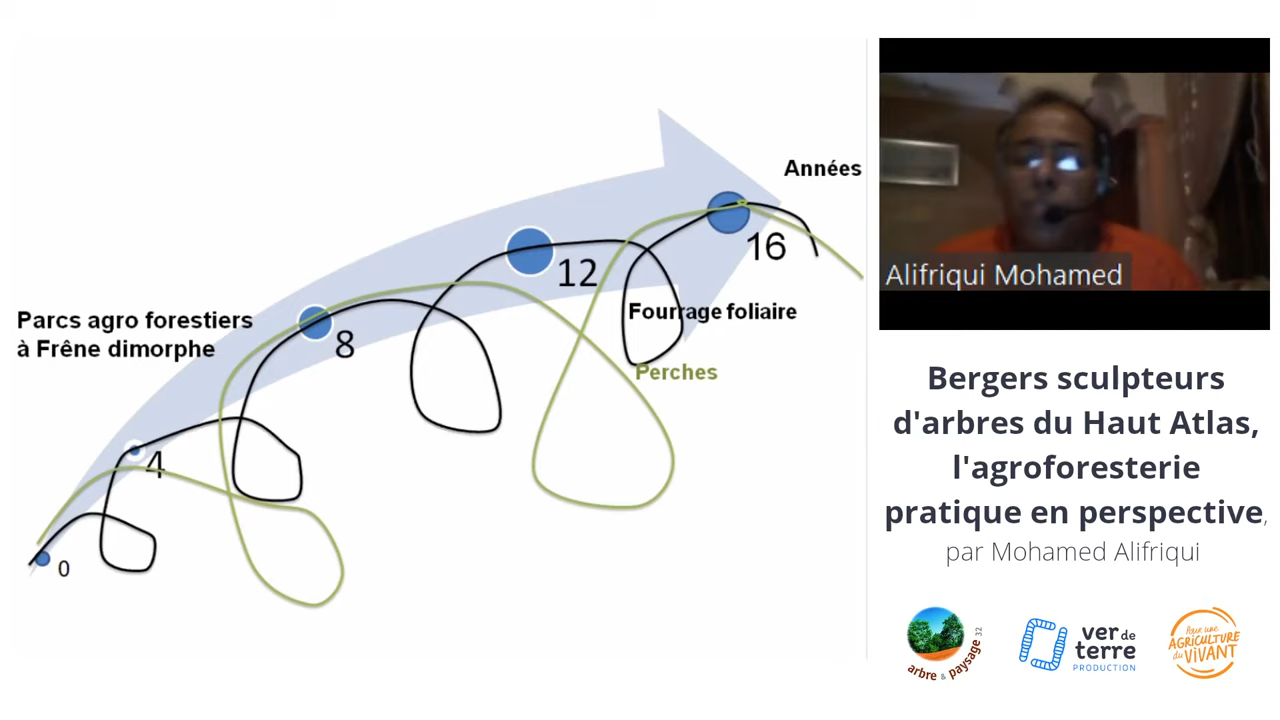 Années
16
12
Fourrage foliaire
Parcs agro forestiers
à Frêne dimorphe
8
Perches
4
0
Alifriqui Mohamed
Bergers sculpteurs
d'arbres du Haut Atlas,
l'agroforesterie
pratique en perspective,
par Mohamed Alifriqui
arbre & paysage 32
ver de
terre
PRODUCTION
Pour une
AGRICULTURE
du ViVANT